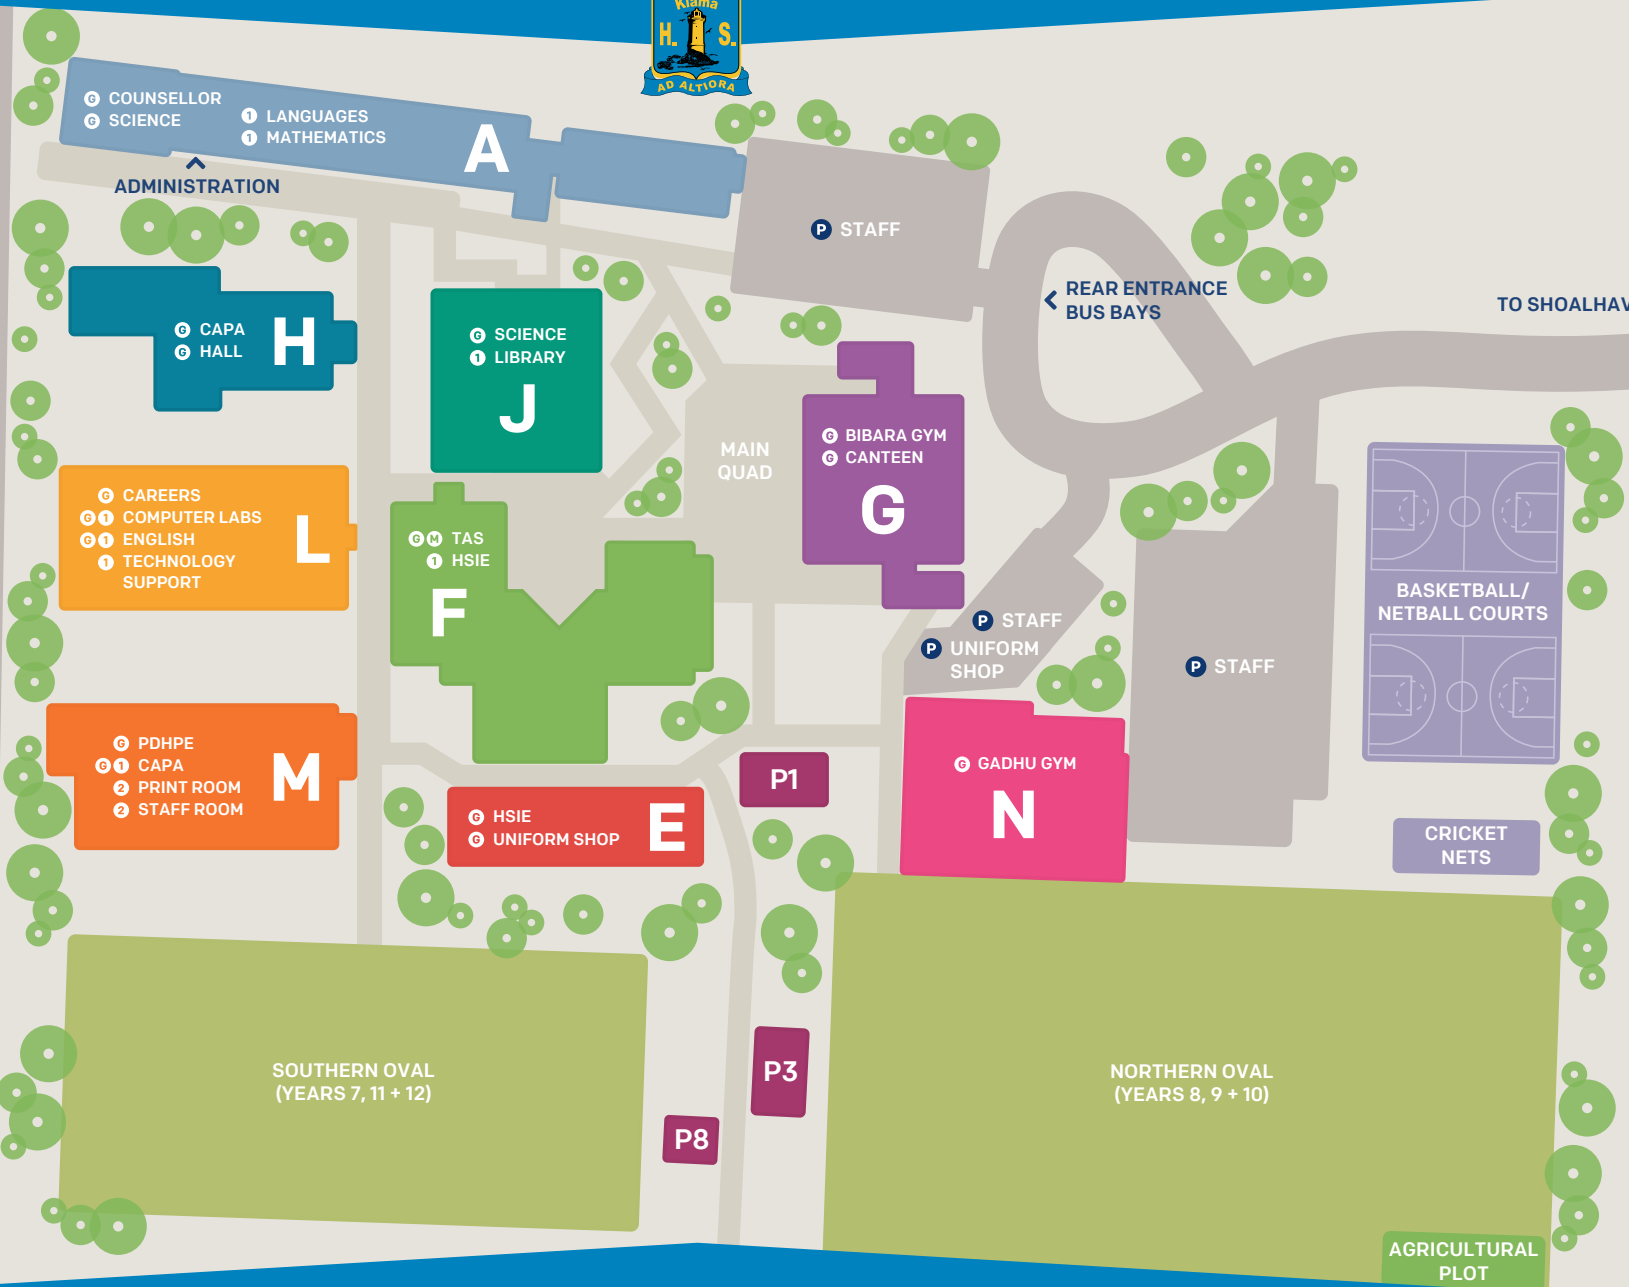 Kiama
H. S.
AD ALTIORA
G COUNSELLOR
G SCIENCE
1 LANGUAGES
1 MATHEMATICS
A
ADMINISTRATION
P STAFF
REAR ENTRANCE
BUS BAYS
TO SHOALHAV
G CAPA
G HALL
H
G SCIENCE
1 LIBRARY
J
MAIN
QUAD
G BIBARA GYM
G CANTEEN
G
G CAREERS
G 1 COMPUTER LABS
G 1 ENGLISH
1 TECHNOLOGY
SUPPORT
L
G M TAS
1 HSIE
F
P STAFF
P UNIFORM
SHOP
P STAFF
BASKETBALL/
NETBALL COURTS
G PDHPE
G 1 CAPA
2 PRINT ROOM
2 STAFF ROOM
M
G HSIE
G UNIFORM SHOP
E
P1
G GADHU GYM
N
CRICKET
NETS
SOUTHERN OVAL
(YEARS 7, 11 + 12)
P3
P8
NORTHERN OVAL
(YEARS 8, 9 + 10)
AGRICULTURAL
PLOT